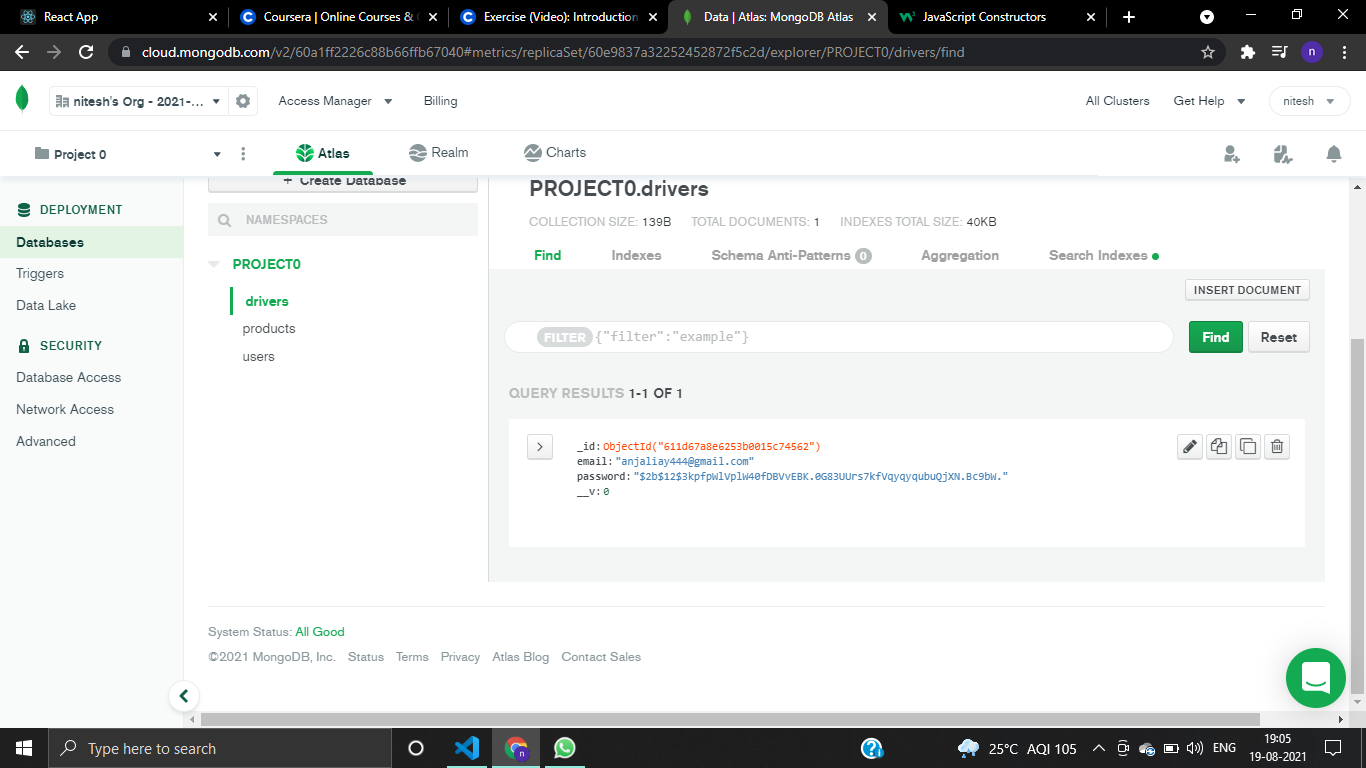 React App
Coursera | Online Courses &
Exercise (Video): Introduction
Data | Atlas: MongoDB Atlas
JavaScript Constructors
cloud.mongodb.com/v2/60a1ff2226c88b66ffb67040#metrics/replicaSet/60e9837a32252452872f5c2d/explorer/PROJECT0/drivers/find
n
nitesh's Org - 2021-...
Access Manager
Billing
All Clusters
Get Help
nitesh
Project 0
Atlas
Realm
Charts
DEPLOYMENT
Databases
Triggers
Data Lake
SECURITY
Database Access
Network Access
Advanced
+ Create Database
NAMESPACES
PROJECT0
drivers
products
users
PROJECT0.drivers
COLLECTION SIZE: 139B TOTAL DOCUMENTS: 1 INDEXES TOTAL SIZE: 40KB
Find
Indexes
Schema Anti-Patterns 0
Aggregation
Search Indexes
INSERT DOCUMENT
FILTER {"filter":"example"}
Find
Reset
QUERY RESULTS 1-1 OF 1
_id: ObjectId("611d67a8e6253b0015c74562")
email: "anjaliay444@gmail.com"
password: "$2b$12$3kpfpWlVplW40fDBVvEBK.0G83UUrs7kfVqyqyqubuQjXN.Bc9bW."
__v: 0
System Status: All Good
©2021 MongoDB, Inc. Status Terms Privacy Atlas Blog Contact Sales
Type here to search
n
25°C AQI 105
ENG
19:05
19-08-2021